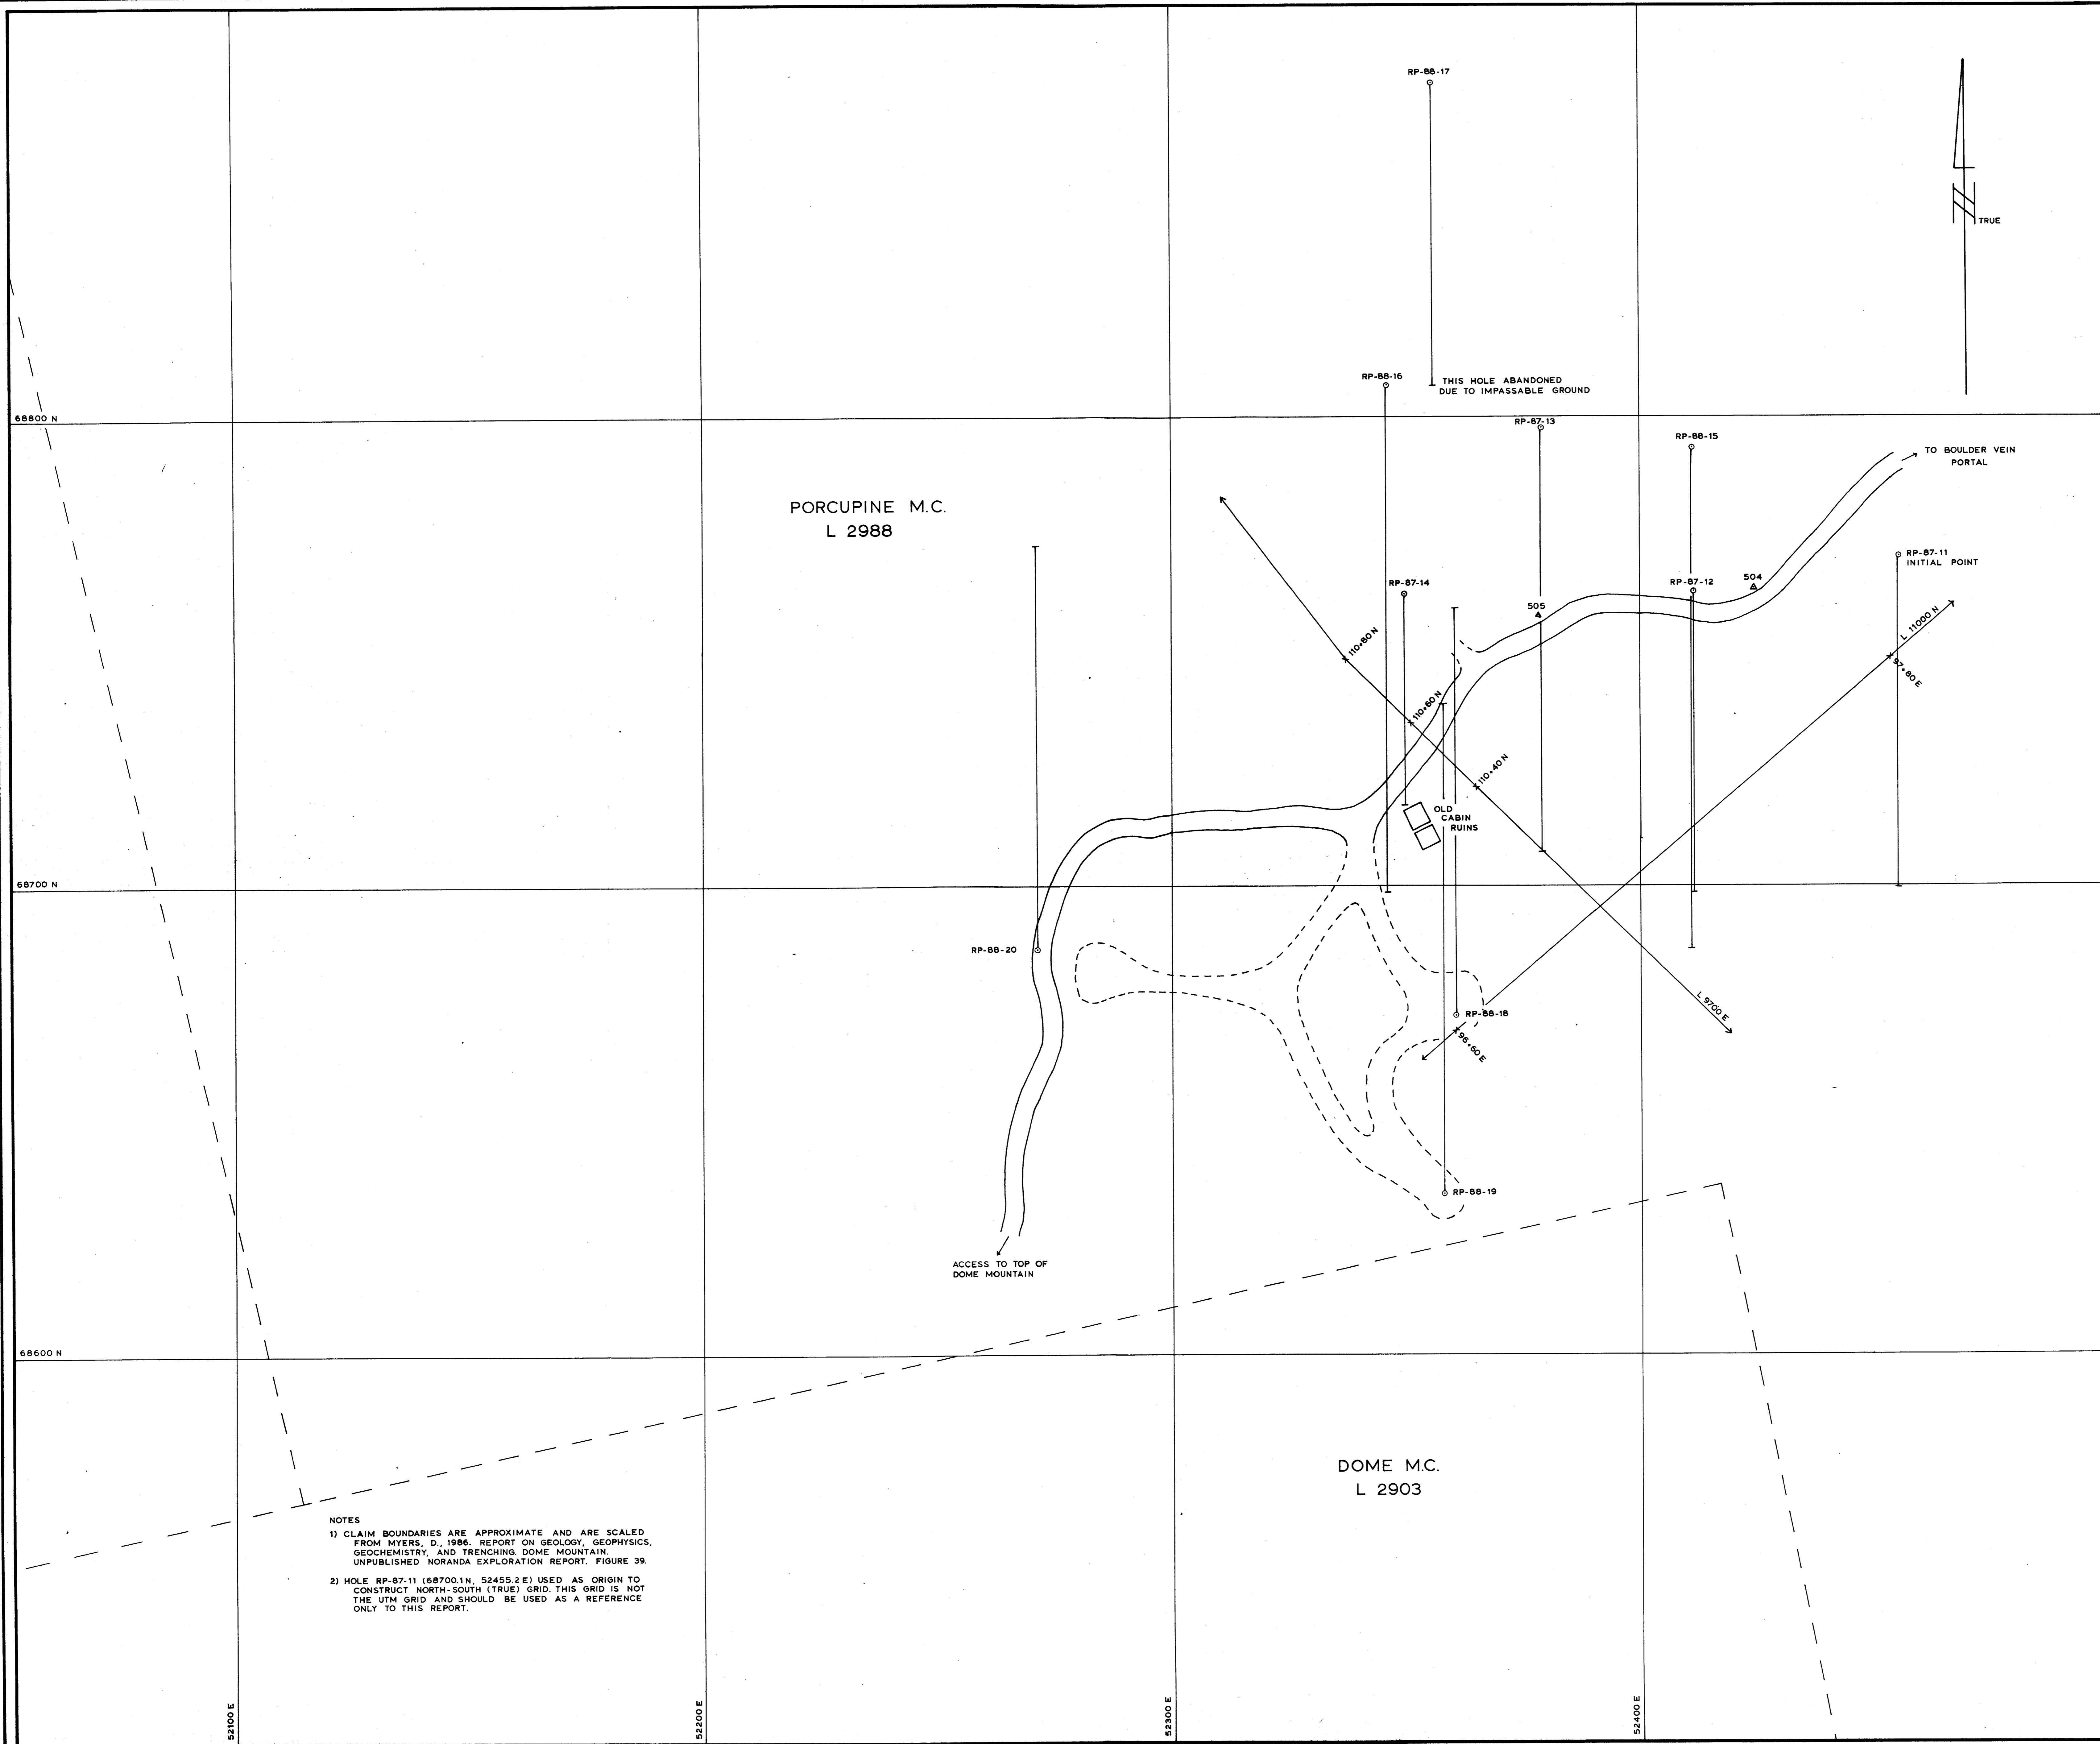 RP-88-17
TRUE
RP-88-16
THIS HOLE ABANDONED
DUE TO IMPASSABLE GROUND
68800 N
RP-87-13
RP-88-15
TO BOULDER VEIN
PORTAL
PORCUPINE M.C.
L 2988
RP-87-11
INITIAL POINT
RP-87-14
RP-87-12
504
505
L 11000 N
110+80 N
97+80 E
110+60 N
110+40 N
OLD
CABIN
RUINS
68700 N
RP-88-20
L 9700 E
RP-88-18
96+60 E
RP-88-19
ACCESS TO TOP OF
DOME MOUNTAIN
68600 N
DOME M.C.
L 2903
NOTES
1) CLAIM BOUNDARIES ARE APPROXIMATE AND ARE SCALED
FROM MYERS, D., 1986. REPORT ON GEOLOGY, GEOPHYSICS,
GEOCHEMISTRY, AND TRENCHING. DOME MOUNTAIN.
UNPUBLISHED NORANDA EXPLORATION REPORT. FIGURE 39.
2) HOLE RP-87-11 (68700.1 N, 52455.2 E) USED AS ORIGIN TO
CONSTRUCT NORTH-SOUTH (TRUE) GRID. THIS GRID IS NOT
THE UTM GRID AND SHOULD BE USED AS A REFERENCE
ONLY TO THIS REPORT.
52100 E
52200 E
52300 E
52400 E